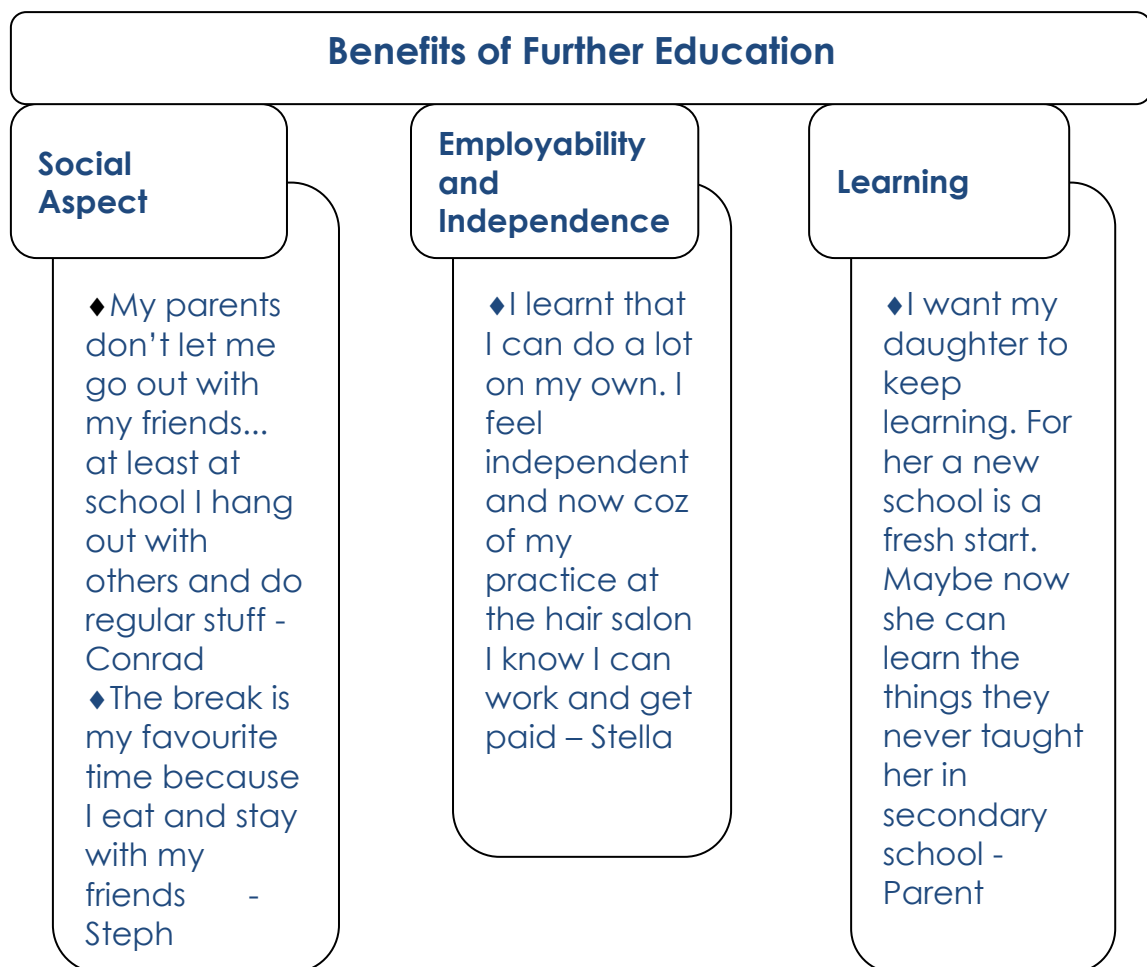 Benefits of Further Education
Social
Aspect
♦My parents
don't let me
go out with
my friends...
at least at
school I hang
out with
others and do
regular stuff -
Conrad
♦The break is
my favourite
time because
I eat and stay
with my
friends -
Steph
Employability
and
Independence
♦I learnt that
I can do a lot
on my own. I
feel
independent
and now coz
of my
practice at
the hair salon
I know I can
work and get
paid – Stella
Learning
♦I want my
daughter to
keep
learning. For
her a new
school is a
fresh start.
Maybe now
she can
learn the
things they
never taught
her in
secondary
school -
Parent